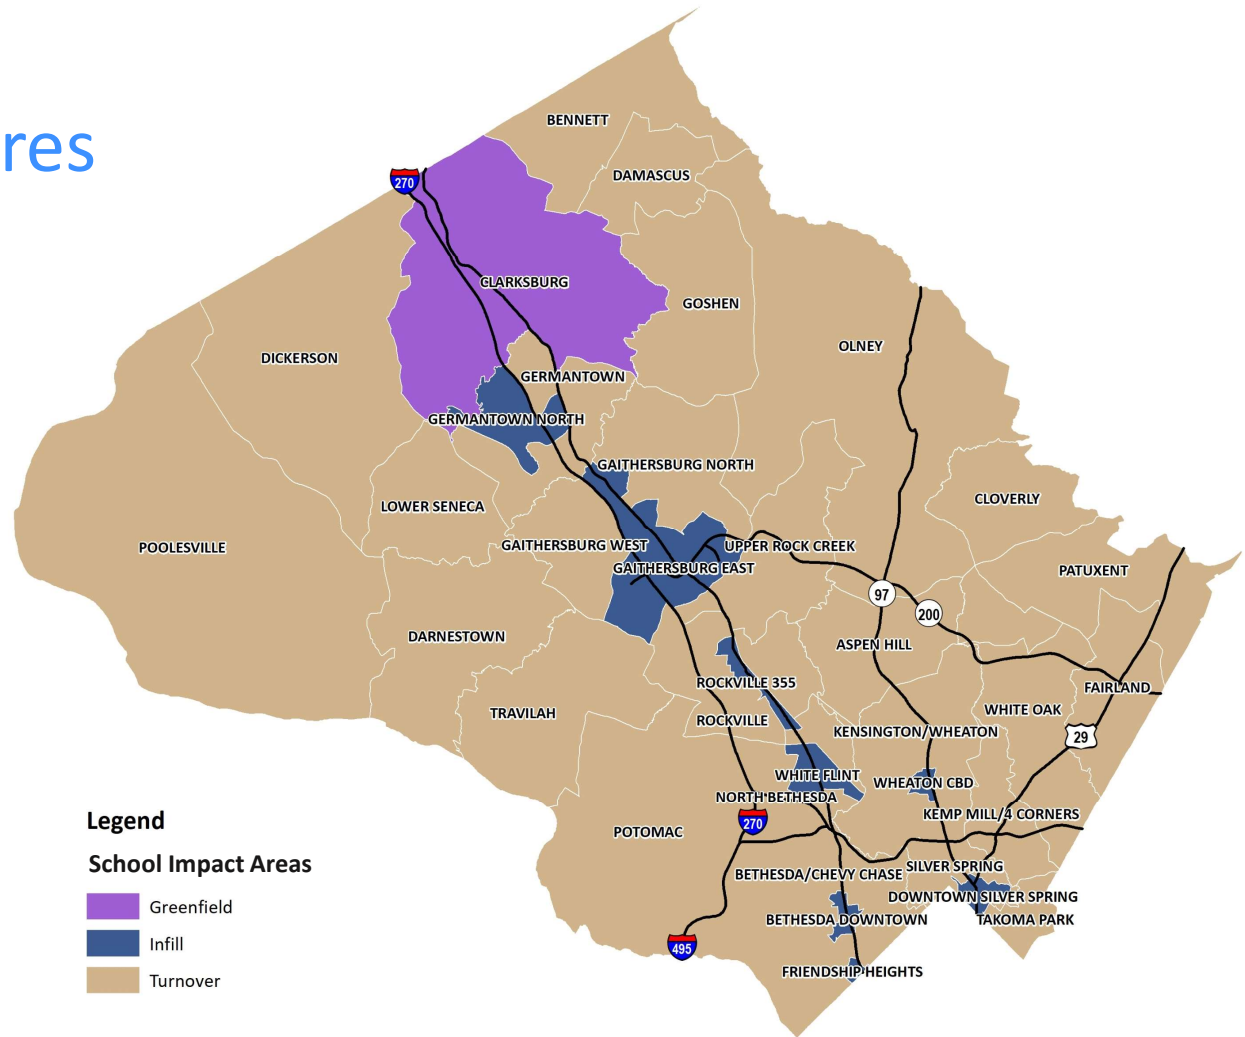 res
BENNETT
DAMASCUS
270
CLARKSBURG
GOSHEN
OLNEY
DICKERSON
GERMANTOWN
GERMANTOWN NORTH
GAITHERSBURG NORTH
CLOVERLY
LOWER SENECA
POOLESVILLE
GAITHERSBURG WEST
UPPER ROCK CREEK
GAITHERSBURG EAST
PATUXENT
97
200
DARNESTOWN
ASPEN HILL
ROCKVILLE 355
FAIRLAND
TRAVILAH
WHITE OAK
ROCKVILLE
KENSINGTON/WHEATON
29
WHITE FLINT
WHEATON CBD
NORTH BETHESDA
KEMP MILL/4 CORNERS
270
POTOMAC
SILVER SPRING
BETHESDA/CHEVY CHASE
DOWNTOWN SILVER SPRING
BETHESDA DOWNTOWN
TAKOMA PARK
495
FRIENDSHIP HEIGHTS
Legend
School Impact Areas
Greenfield
Infill
Turnover